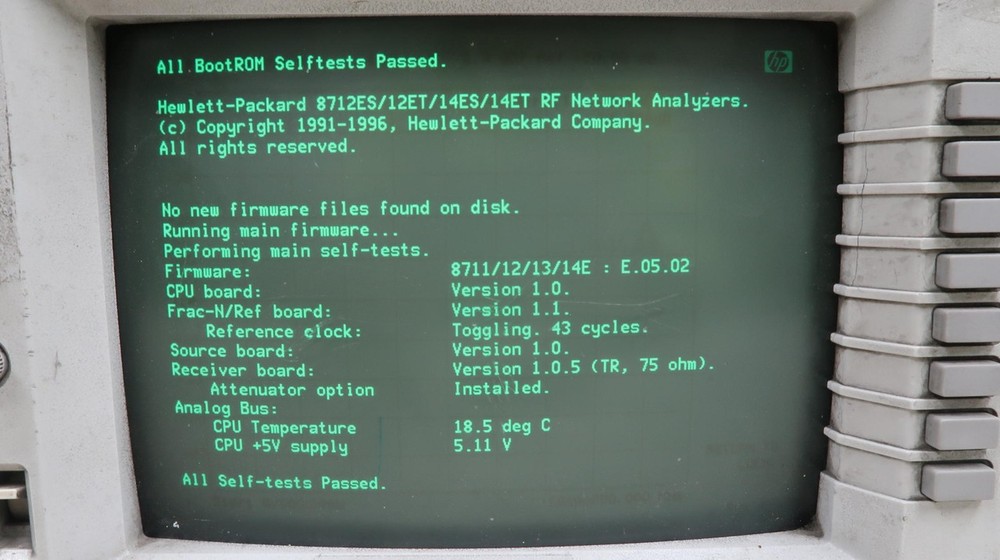 All BootROM Selftests Passed.
hp
Hewlett-Packard 8712ES/12ET/14ES/14ET RF Network Analyzers.
(c) Copyright 1991-1996, Hewlett-Packard Company.
All rights reserved.
No new firmware files found on disk.
Running main firmware...
Performing main self-tests.
Firmware: 8711/12/13/14E : E.05.02
CPU board: Version 1.0.
Frac-N/Ref board: Version 1.1.
Reference clock: Toggling. 43 cycles.
Source board: Version 1.0.
Receiver board: Version 1.0.5 (TR, 75 ohm).
Attenuator option Installed.
Analog Bus:
CPU Temperature 18.5 deg C
CPU +5V supply 5.11 V
All Self-tests Passed.